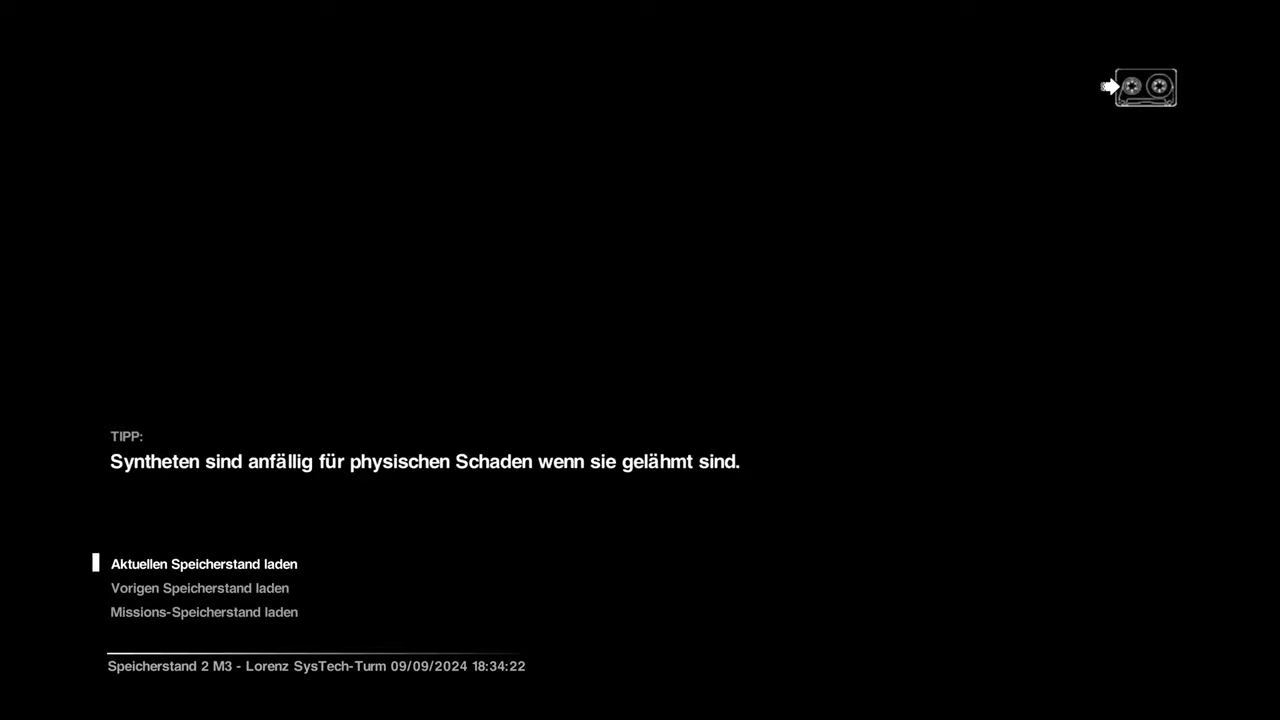 TIPP:
Syntheten sind anfällig für physischen Schaden wenn sie gelähmt sind.
Aktuellen Speicherstand laden
Vorigen Speicherstand laden
Missions-Speicherstand laden
Speicherstand 2 M3 - Lorenz SysTech-Turm 09/09/2024 18:34:22